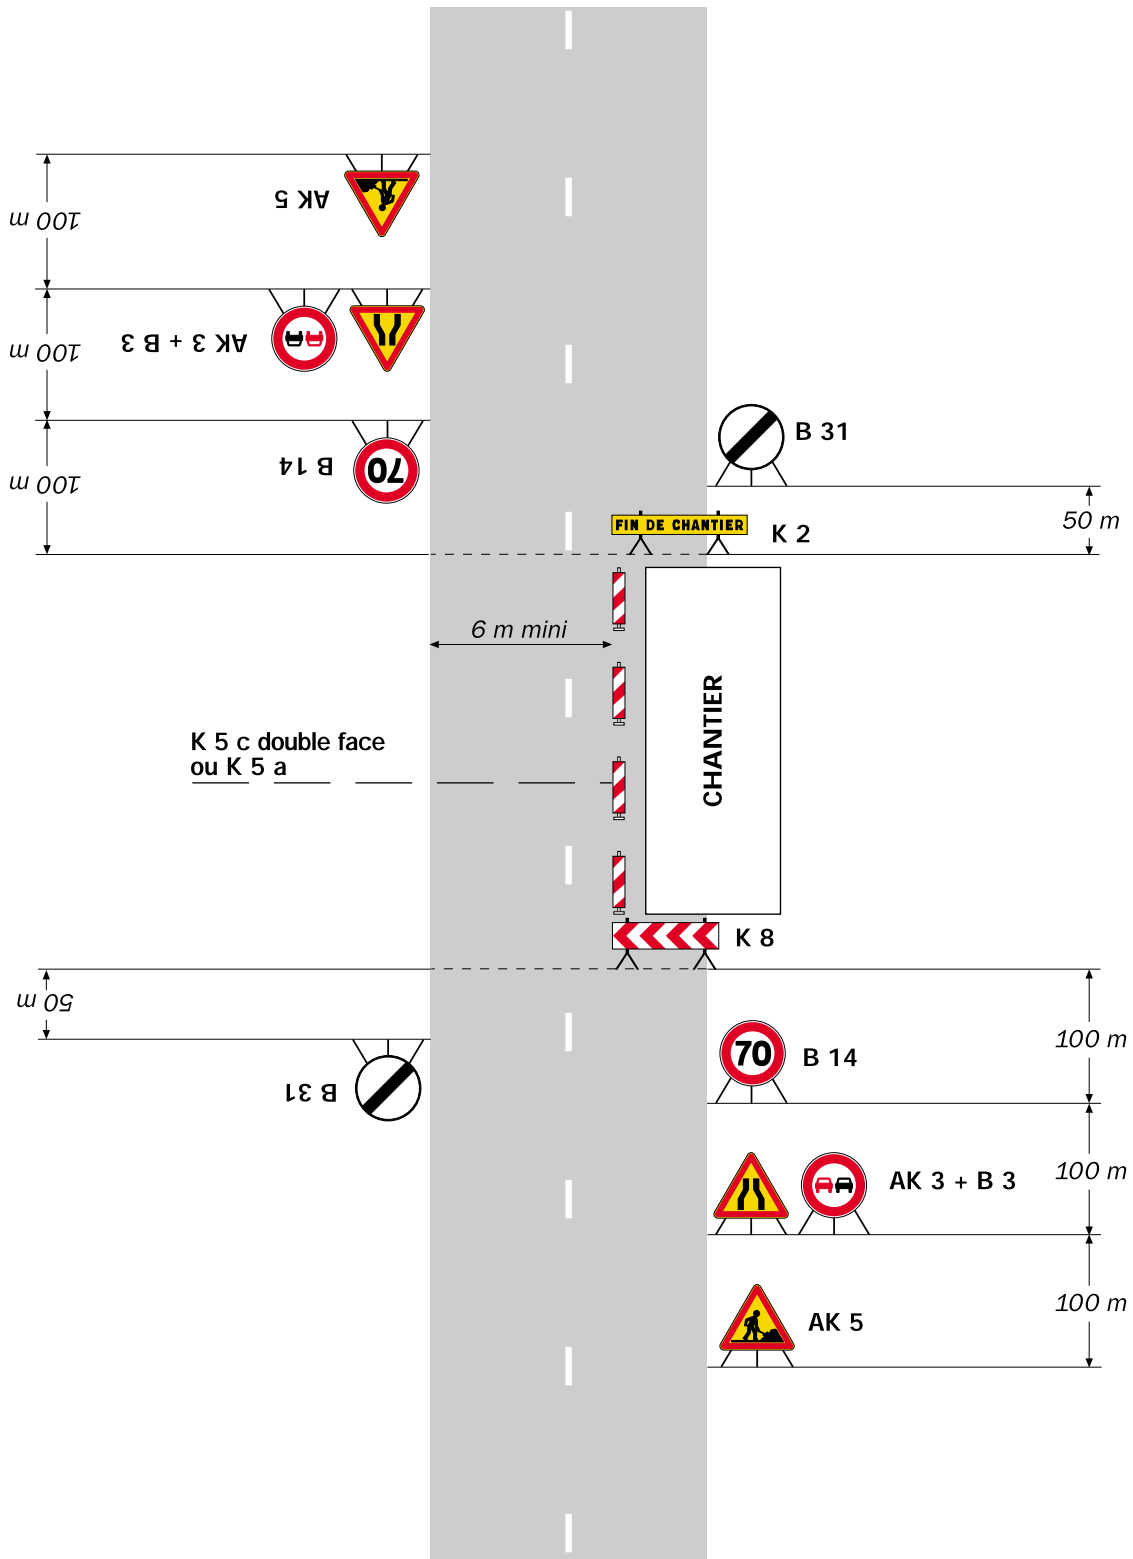 AK 5
100 m
100 m
AK 3 + B 3
B 31
70
B 14
100 m
50 m
FIN DE CHANTIER
K 2
6 m mini
CHANTIER
K 5 c double face
ou K 5 a
K 8
50 m
B 31
70
B 14
100 m
AK 3 + B 3
100 m
AK 5
100 m